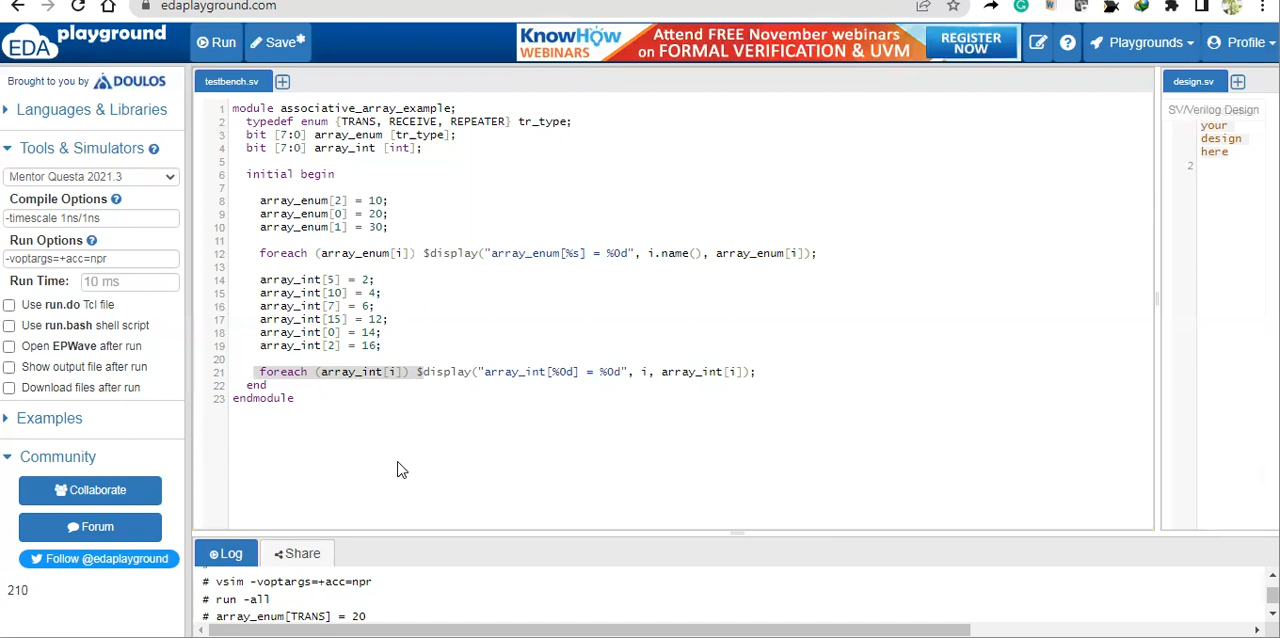 edaplayground.com
EDA playground
Run
Save*
KnowHow WEBINARS
Attend FREE November webinars
on FORMAL VERIFICATION & UVM
REGISTER NOW
Playgrounds
Profile
Brought to you by DOULOS
Languages & Libraries
Tools & Simulators
Mentor Questa 2021.3
Compile Options
-timescale 1ns/1ns
Run Options
-voptargs=+acc=npr
Run Time: 10 ms
Use run.do Tcl file
Use run.bash shell script
Open EPWave after run
Show output file after run
Download files after run
Examples
Community
Collaborate
Forum
Follow @edaplayground
210
testbench.sv
1 module associative_array_example;
2 typedef enum {TRANS, RECEIVE, REPEATER} tr_type;
3 bit [7:0] array_enum [tr_type];
4 bit [7:0] array_int [int];
5
6 initial begin
7
8 array_enum[2] = 10;
9 array_enum[0] = 20;
10 array_enum[1] = 30;
11
12 foreach (array_enum[i]) $display("array_enum[%s] = %0d", i.name(), array_enum[i]);
13
14 array_int[5] = 2;
15 array_int[10] = 4;
16 array_int[7] = 6;
17 array_int[15] = 12;
18 array_int[0] = 14;
19 array_int[2] = 16;
20
21 foreach (array_int[i]) $display("array_int[%0d] = %0d", i, array_int[i]);
22 end
23 endmodule
design.sv
SV/Verilog Design
your
design
here
2
Log
Share
# vsim -voptargs=+acc=npr
# run -all
# array_enum[TRANS] = 20